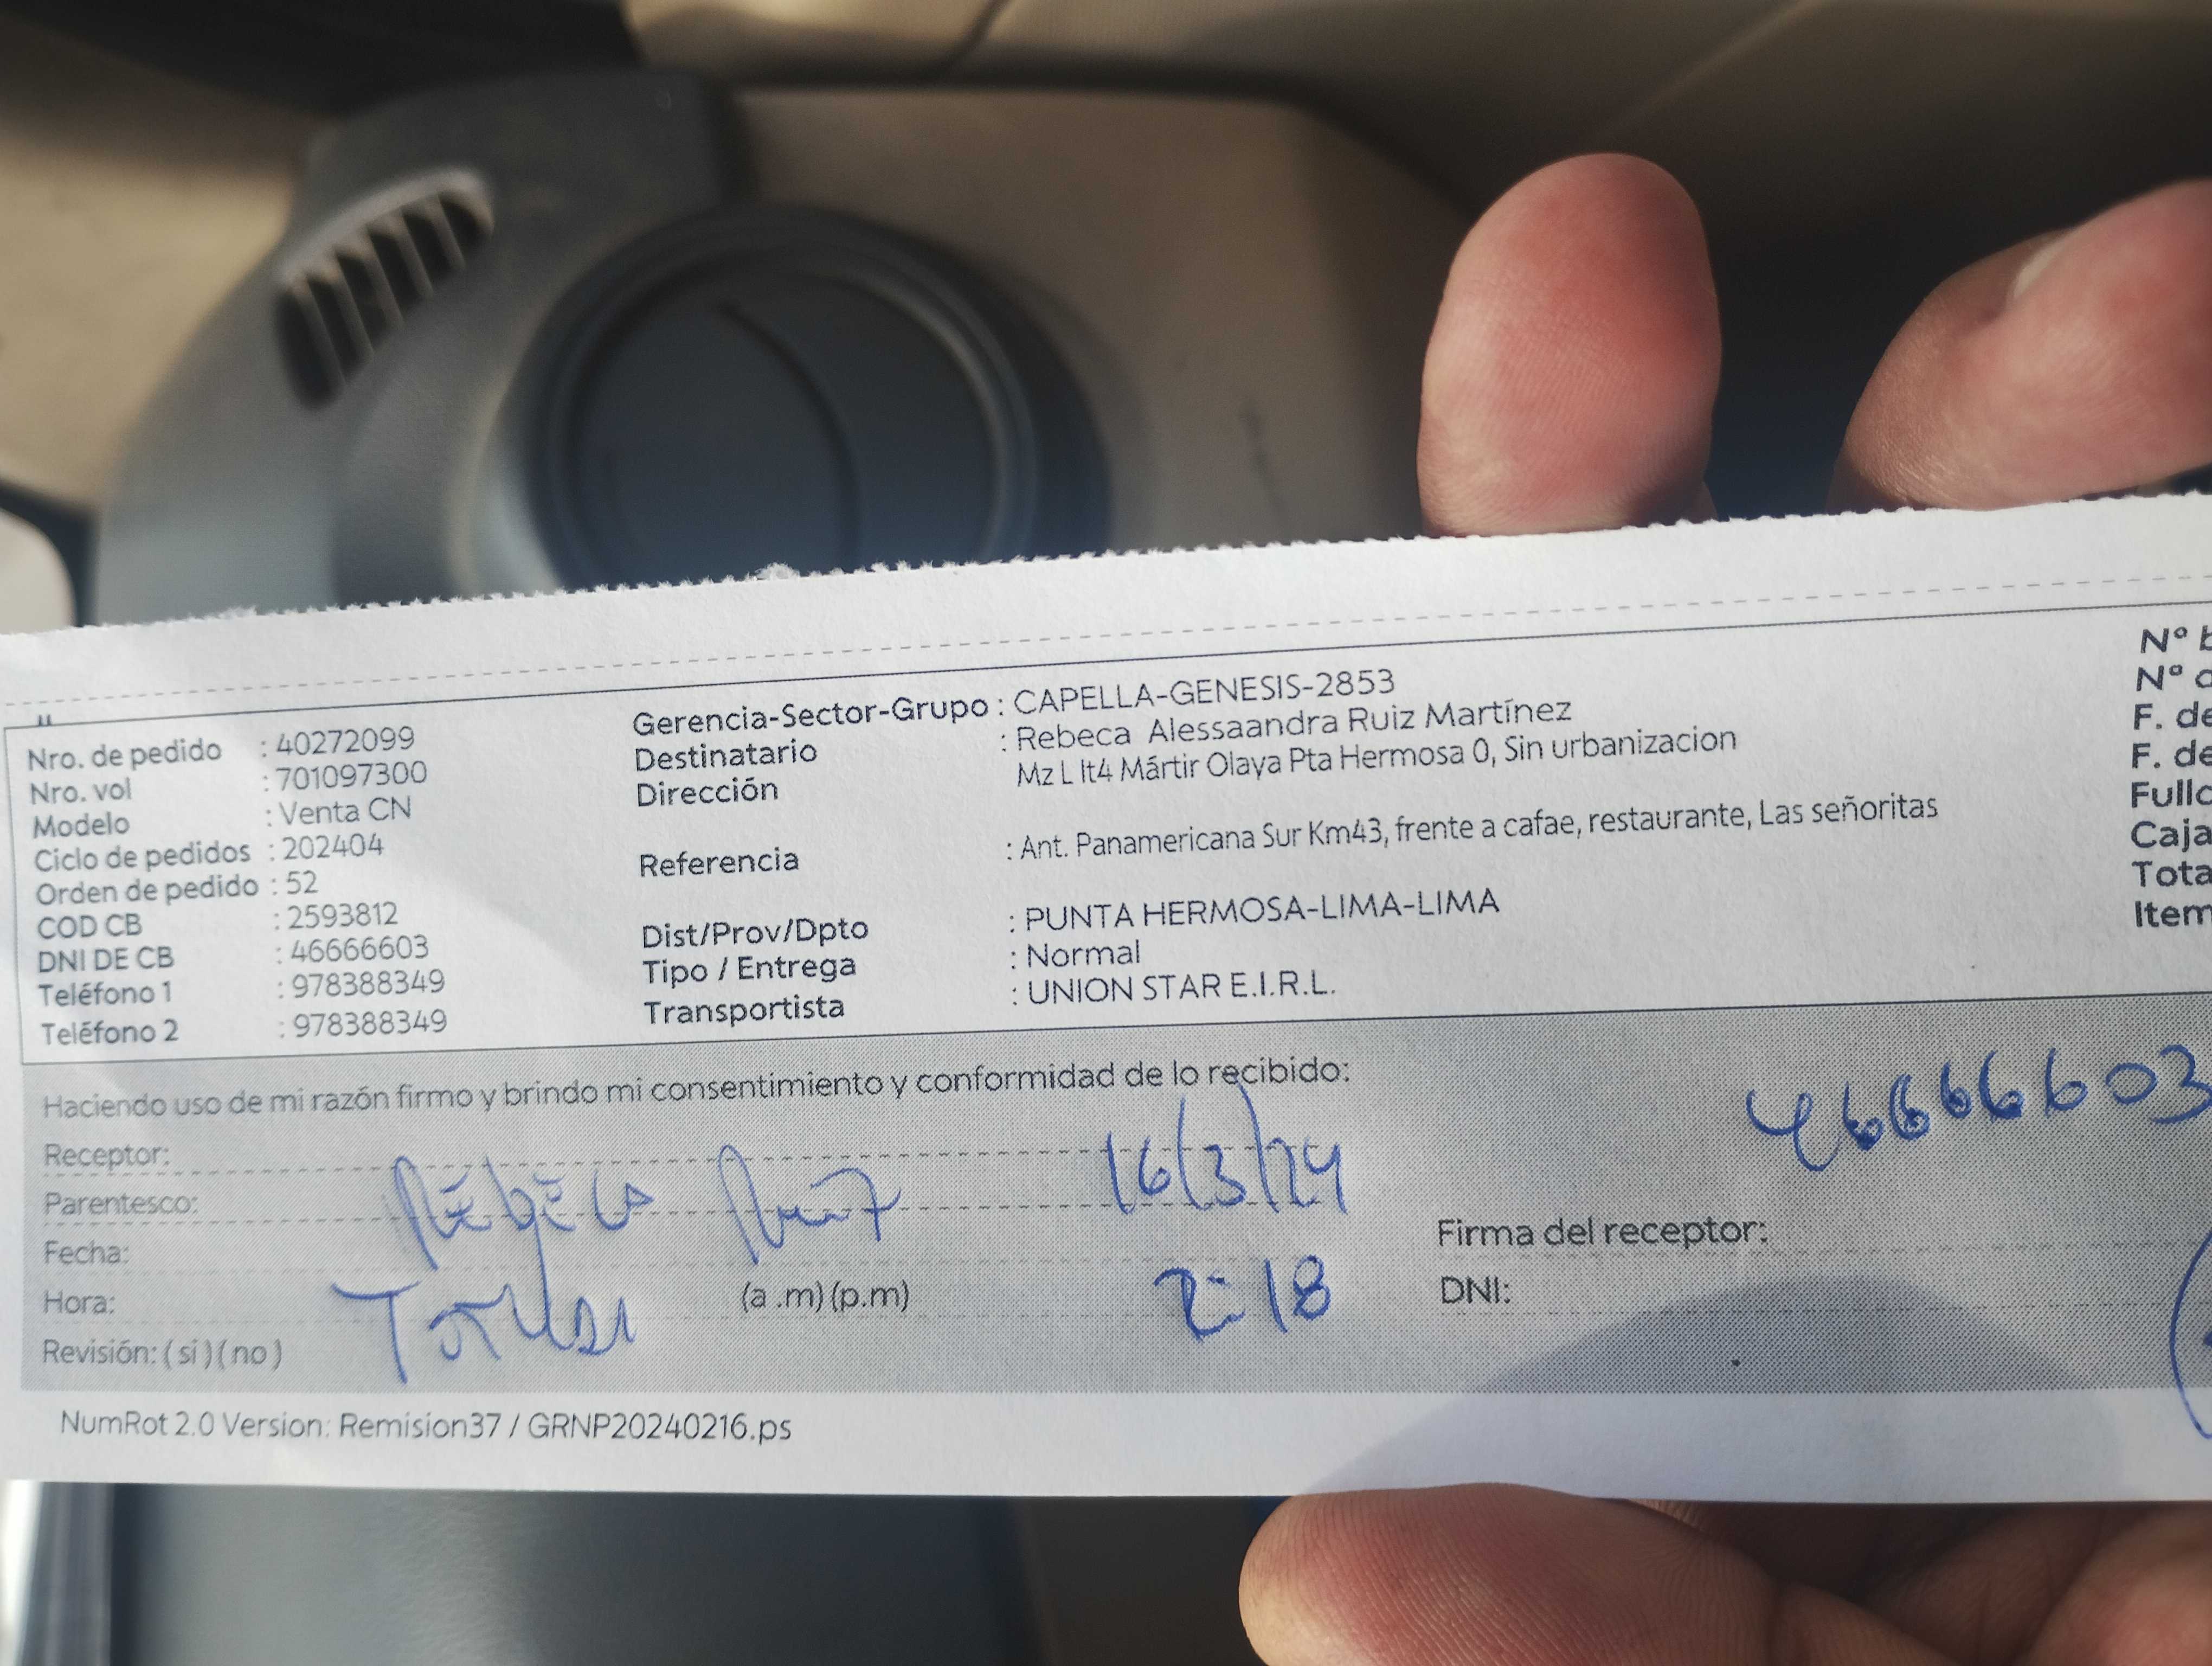 Nro. de pedido : 40272099
Nro. vol : 701097300
Modelo : Venta CN
Ciclo de pedidos : 202404
Orden de pedido : 52
COD CB : 2593812
DNI DE CB : 46666603
Teléfono 1 : 978388349
Teléfono 2 : 978388349
Gerencia-Sector-Grupo : CAPELLA-GENESIS-2853
Destinatario : Rebeca Alessaandra Ruiz Martínez
Dirección Mz L lt4 Mártir Olaya Pta Hermosa 0, Sin urbanizacion
Referencia : Ant. Panamericana Sur Km43, frente a cafae, restaurante, Las señoritas
Dist/Prov/Dpto : PUNTA HERMOSA-LIMA-LIMA
Tipo / Entrega : Normal
Transportista : UNION STAR E.I.R.L.
Nº
Nº
F. de
F. de
Caja
Item
Haciendo uso de mi razón firmo y brindo mi consentimiento y conformidad de lo recibido:
46666603
Receptor:
Parentesco: Rebeca Ruiz 16/3/24
Fecha:
Hora: (a .m) (p.m) 2:18
Revisión: ( si ) ( no )
Firma del receptor:
DNI:
NumRot 2.0 Version: Remision37 / GRNP20240216.ps